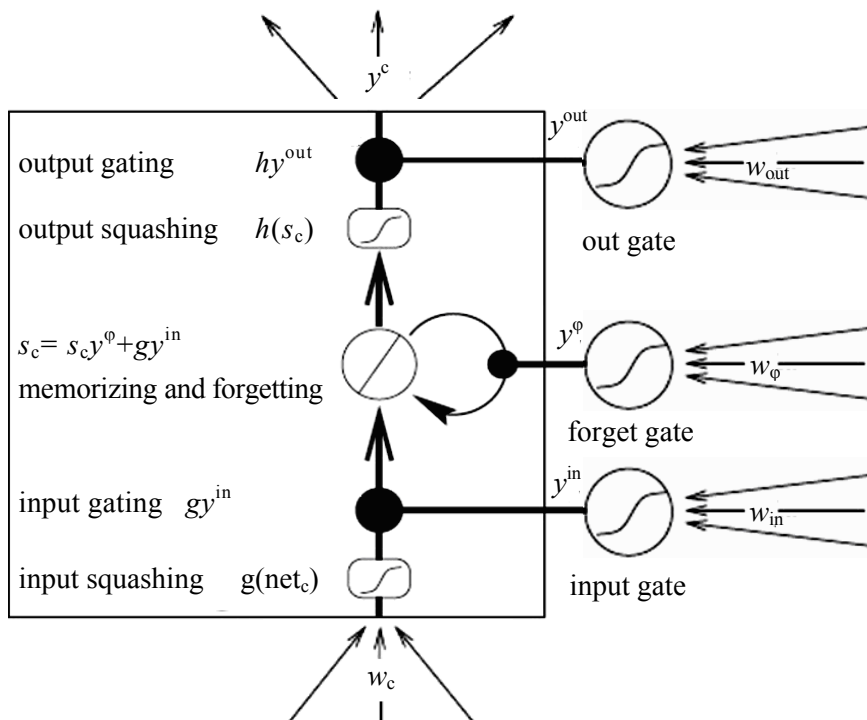 y^c
y^out
output gating hy^out
w_out
output squashing h(s_c)
out gate
y^φ
s_c= s_c y^φ+gy^in
w_φ
memorizing and forgetting
forget gate
y^in
input gating gy^in
w_in
input squashing g(net_c)
input gate
w_c